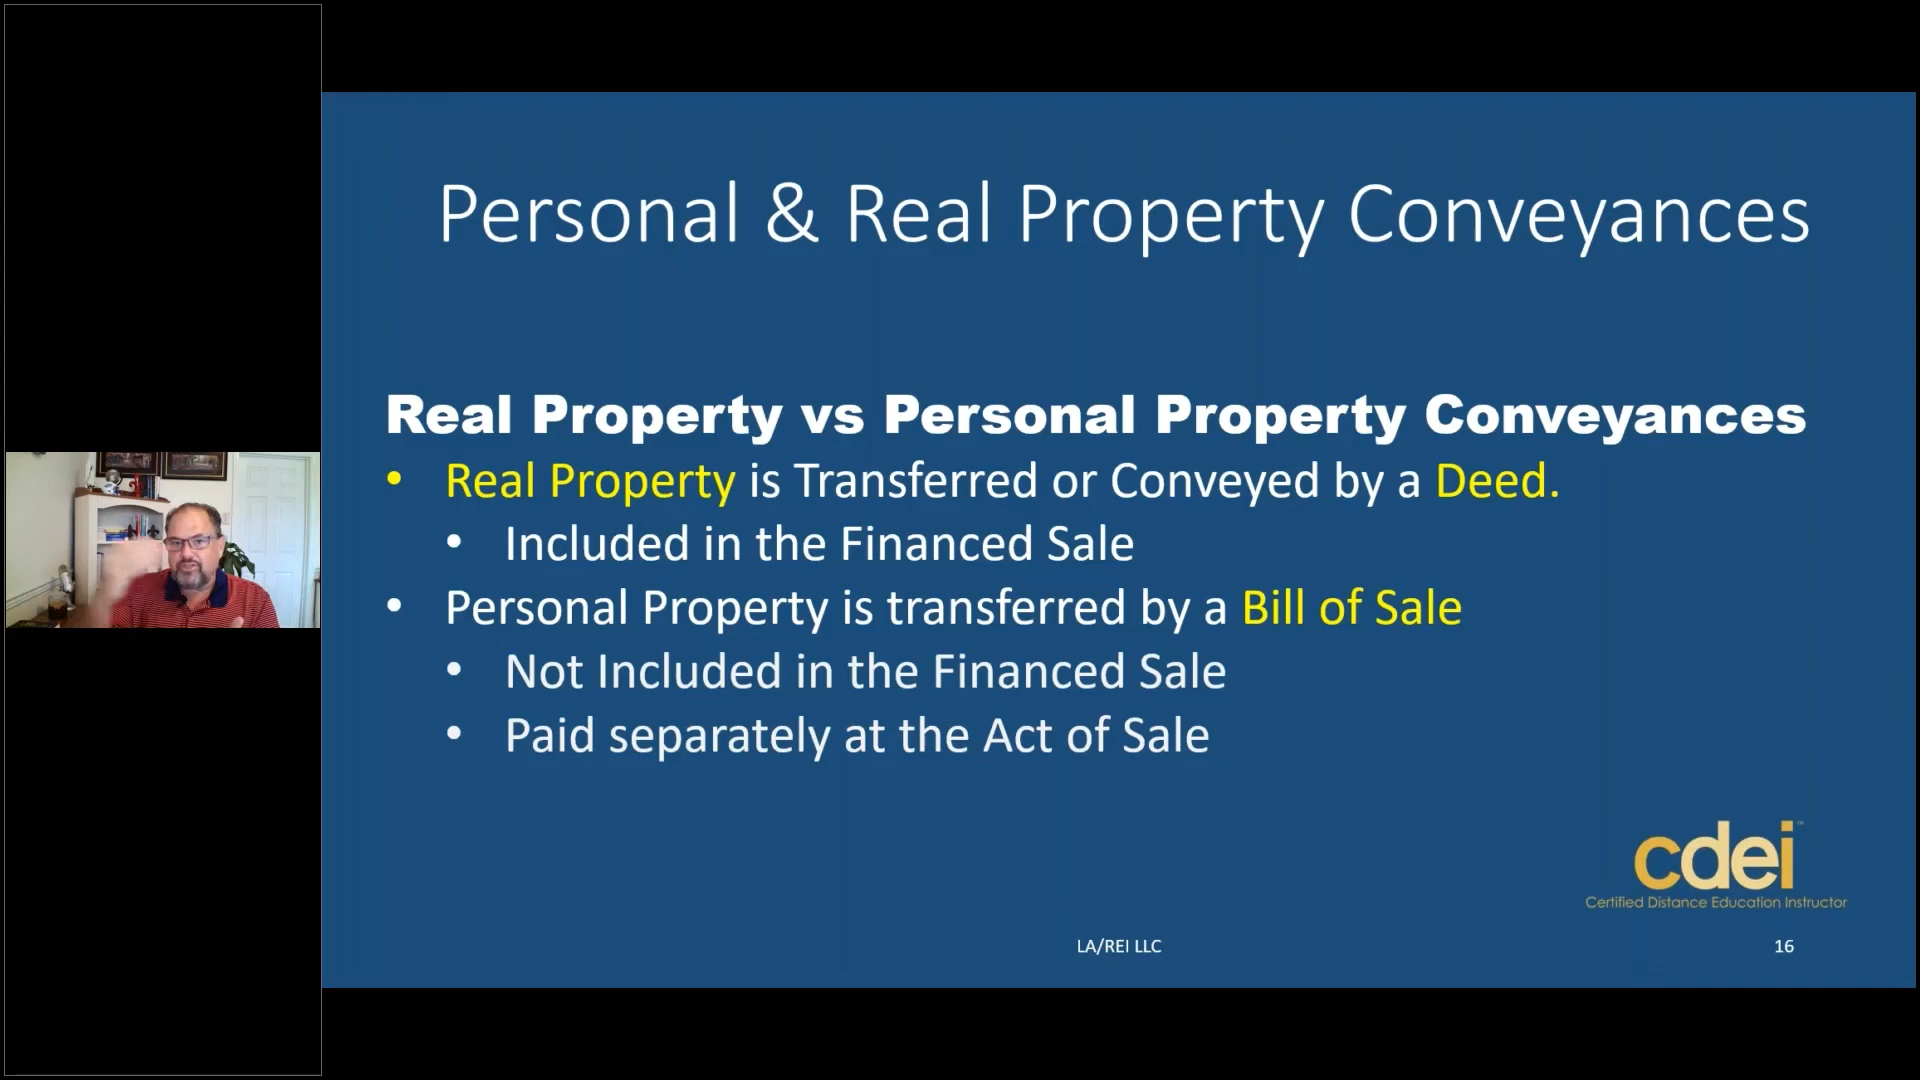 Personal & Real Property Conveyances
Real Property vs Personal Property Conveyances
• Real Property is Transferred or Conveyed by a Deed.
• Included in the Financed Sale
• Personal Property is transferred by a Bill of Sale
• Not Included in the Financed Sale
• Paid separately at the Act of Sale
cdei™
Certified Distance Education Instructor
LA/REI LLC
16